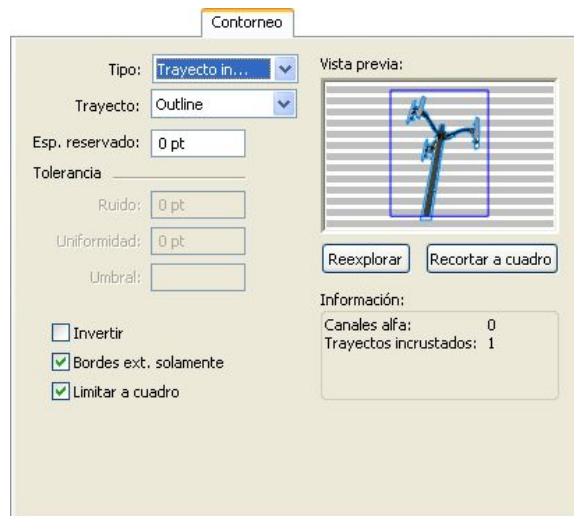 Contorneo
Tipo: Trayecto in...
Trayecto: Outline
Esp. reservado: 0 pt
Tolerancia
Ruido: 0 pt
Uniformidad: 0 pt
Umbral:
Invertir
Bordes ext. solamente
Limitar a cuadro
Vista previa:
Reexplorar Recortar a cuadro
Información:
Canales alfa: 0
Trayectos incrustados: 1